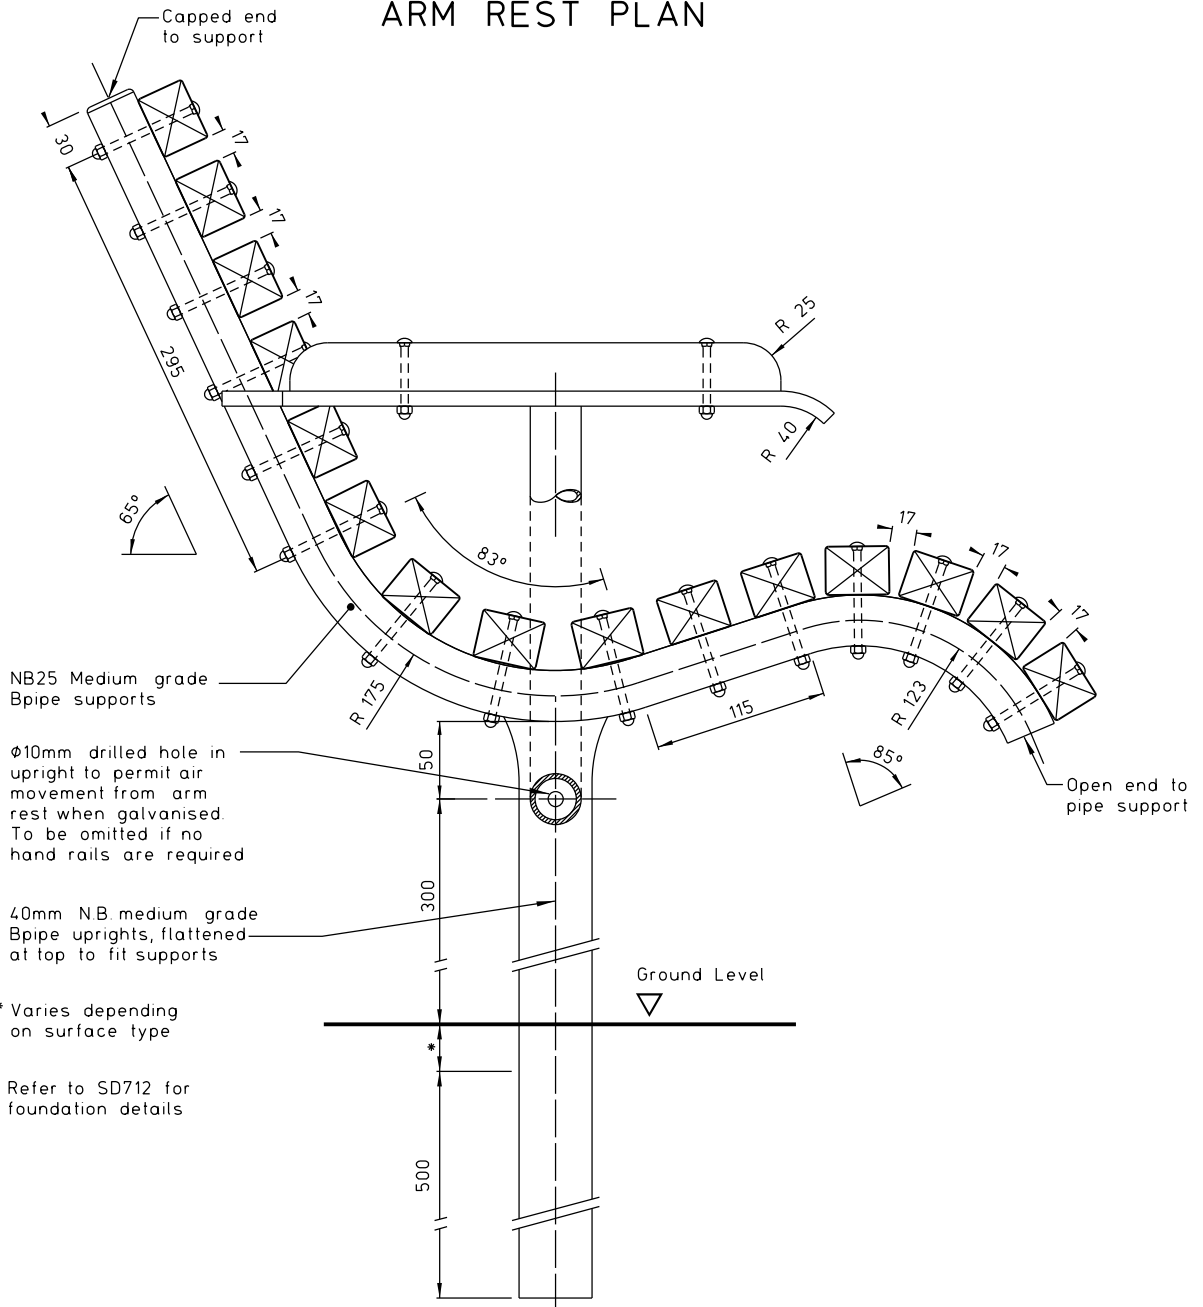 ARM REST PLAN
Capped end
to support
30
17
17
17
295
R 25
R 40
65°
83°
17
17
17
NB25 Medium grade
Bpipe supports
R 175
115
R 123
85°
50
ø10mm drilled hole in
upright to permit air
movement from arm
rest when galvanised.
To be omitted if no
hand rails are required
Open end to
pipe support
300
40mm N.B. medium grade
Bpipe uprights, flattened
at top to fit supports
Ground Level
* Varies depending
on surface type
*
Refer to SD712 for
foundation details
500